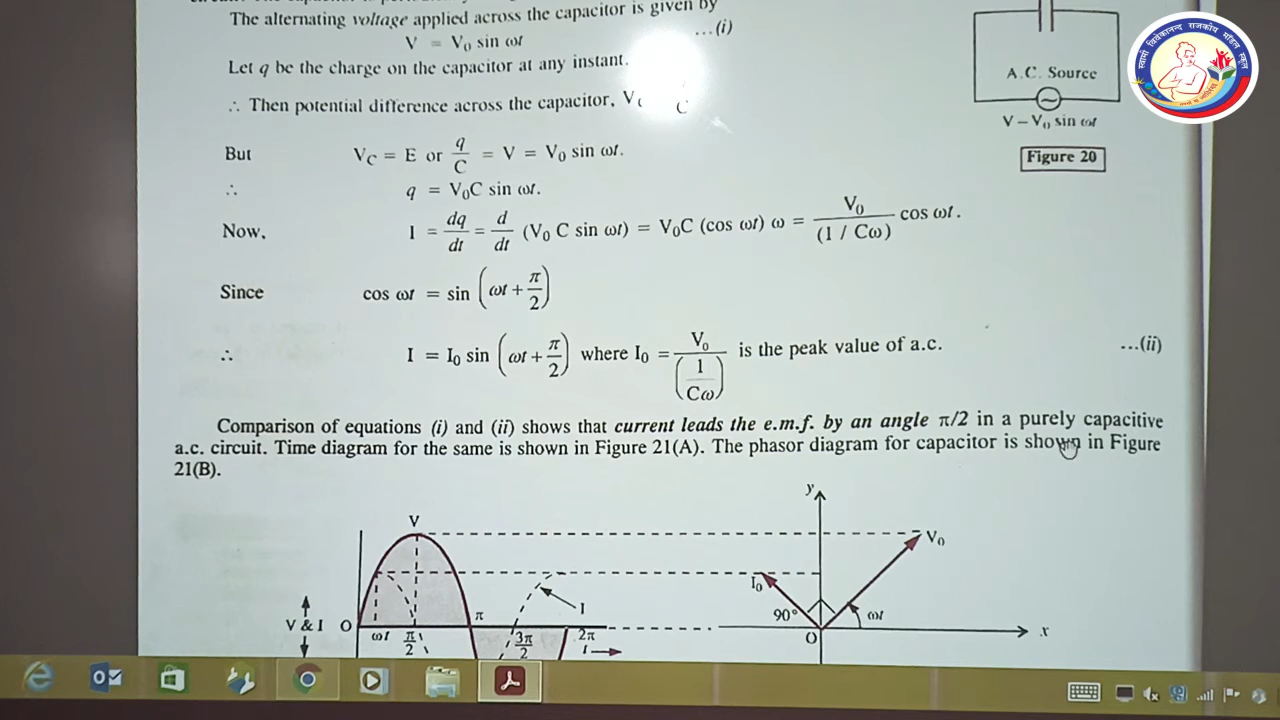 The alternating voltage applied across the capacitor is given by
V = V₀ sin ωt ...(i)
Let q be the charge on the capacitor at any instant.
∴ Then potential difference across the capacitor, V C
But V_C = E or q/C = V = V₀ sin ωt.
∴ q = V₀C sin ωt.
Now, I = dq/dt = d/dt (V₀ C sin ωt) = V₀C (cos ωt) ω = V₀/(1 / Cω) cos ωt.
Since cos ωt = sin (ωt + π/2)
∴ I = I₀ sin (ωt + π/2) where I₀ = V₀/(1/Cω) is the peak value of a.c. ...(ii)
Comparison of equations (i) and (ii) shows that current leads the e.m.f. by an angle π/2 in a purely capacitive
a.c. circuit. Time diagram for the same is shown in Figure 21(A). The phasor diagram for capacitor is shown in Figure
21(B).
A.C. Source
V – V₀ sin ωt
Figure 20
स्वामी विवेकानन्द राजकीय मॉडल स्कूल
V
I
V & I
O
ωt
π/2
π
3π/2
2π
t
y
V₀
I₀
90°
ωt
O
x